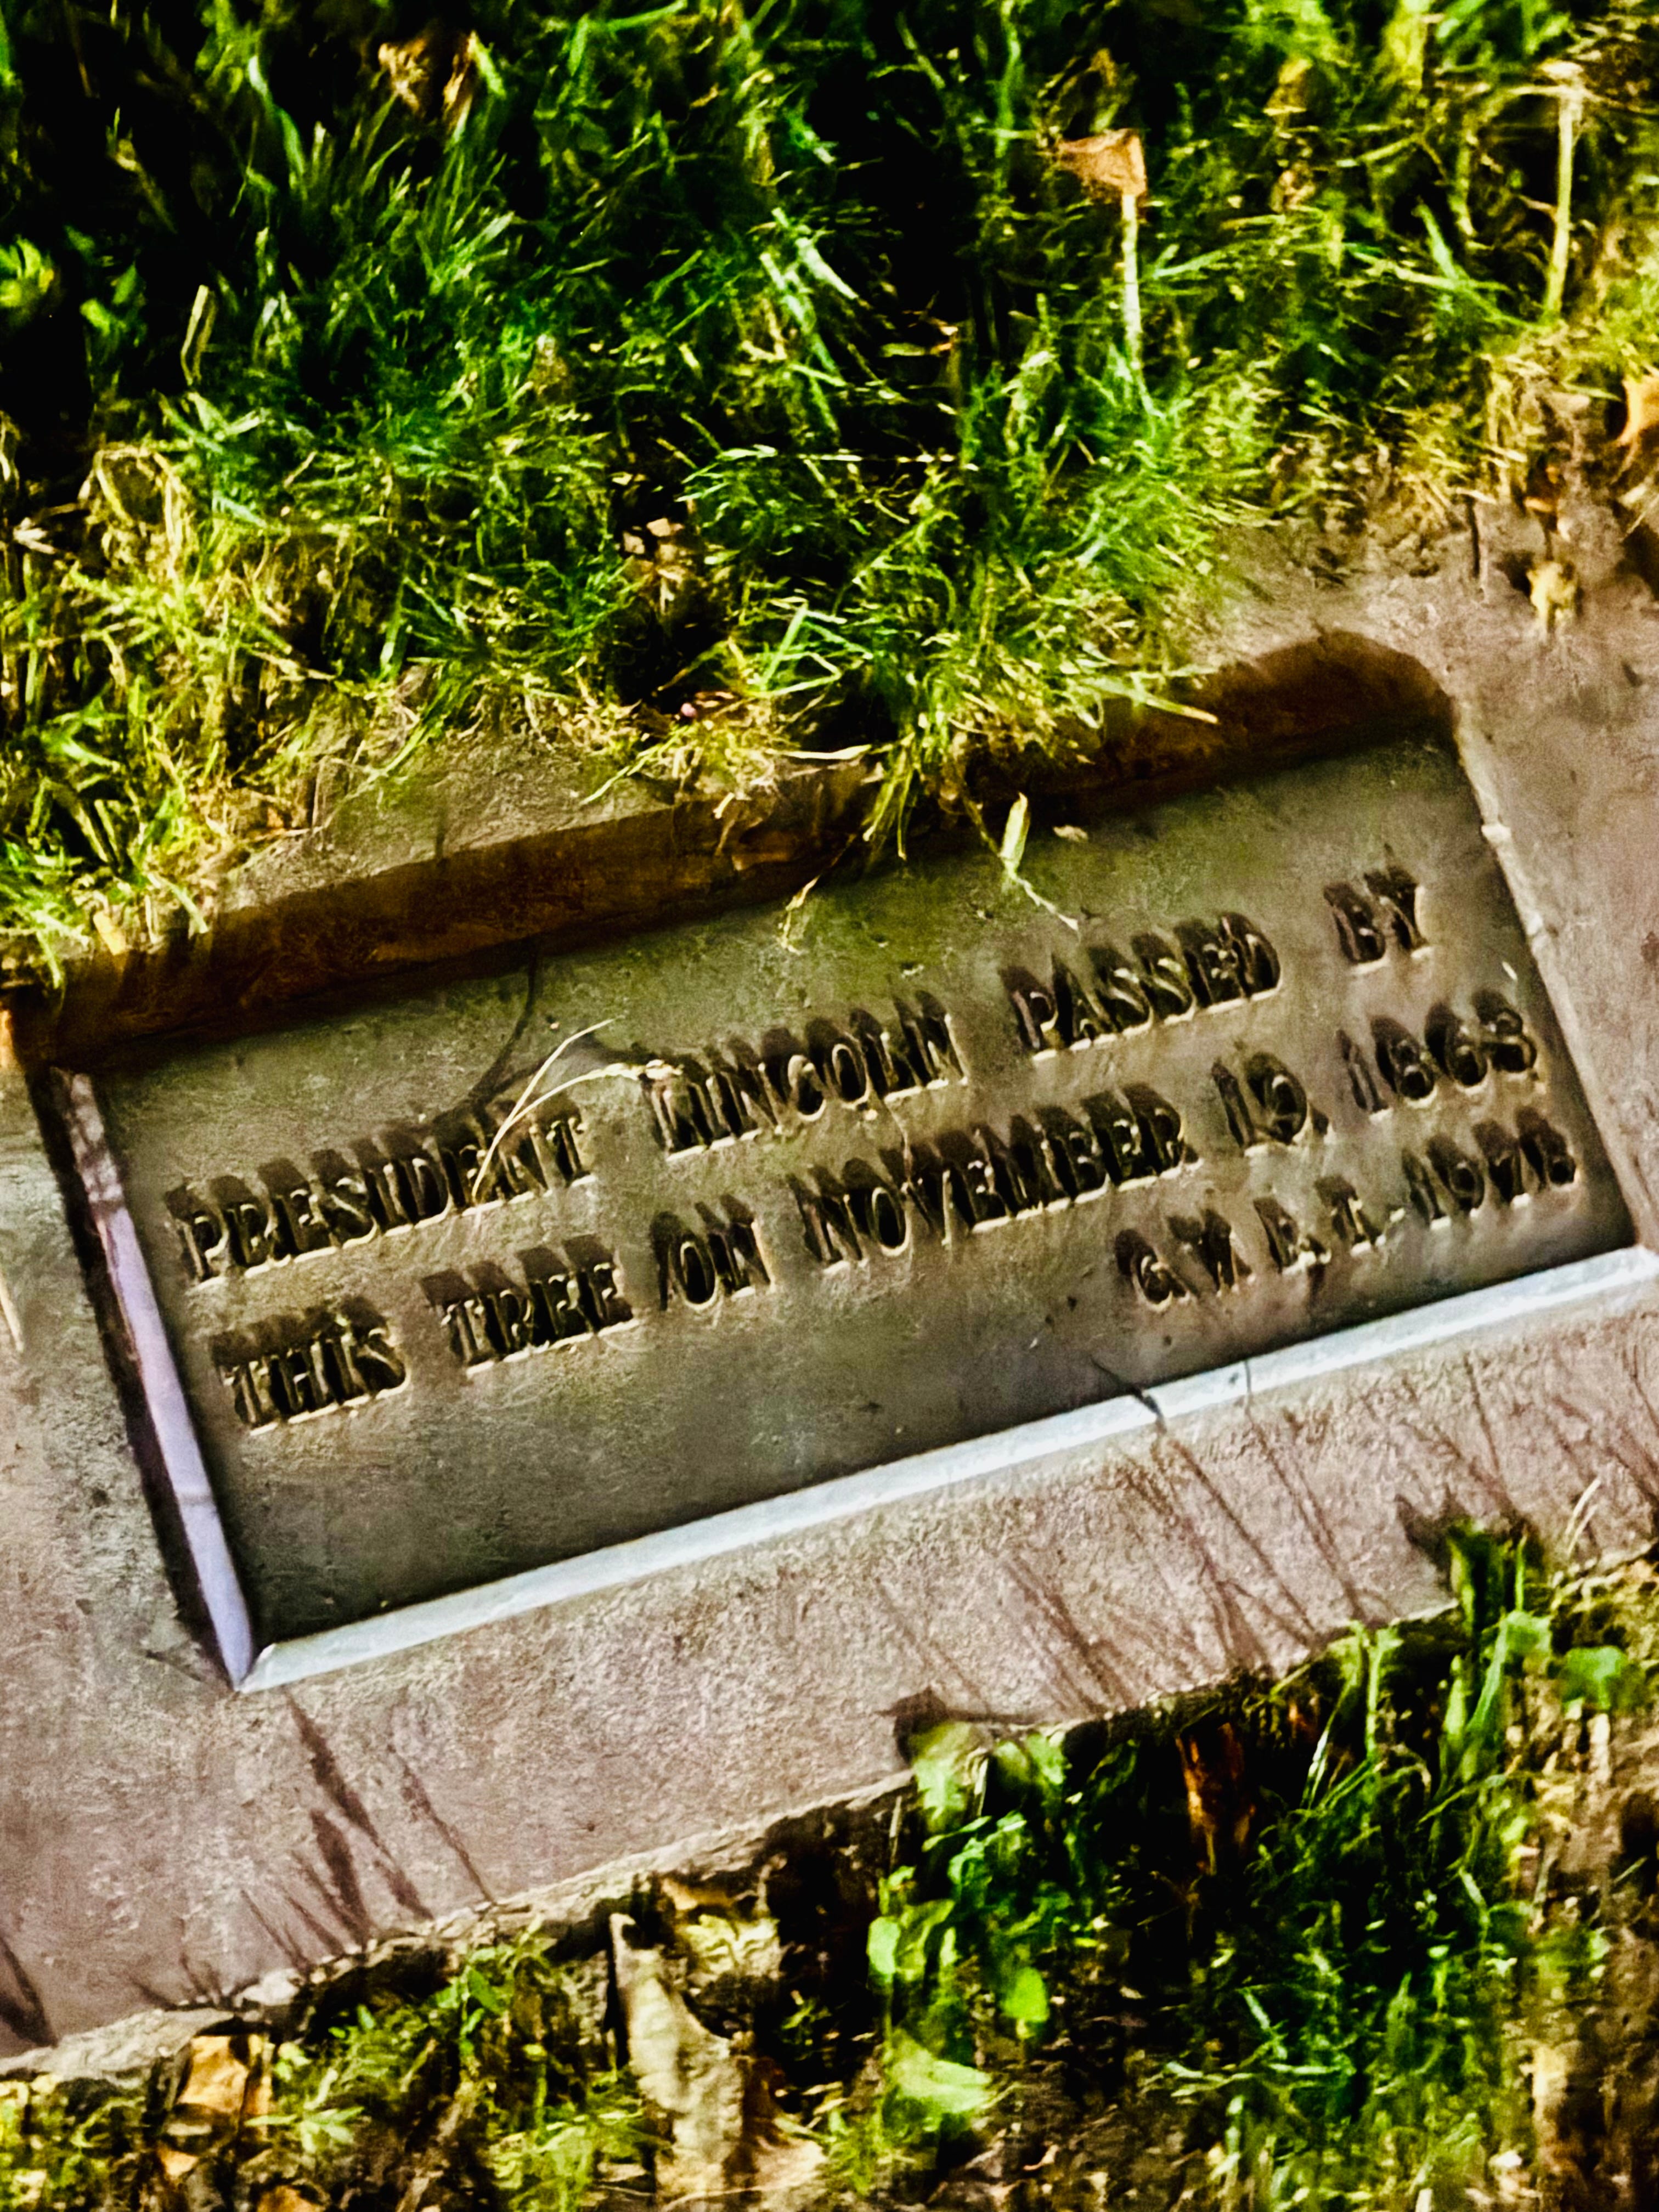 PRESIDENT LINCOLN PASSED BY
THIS TREE ON NOVEMBER 19, 1863
1978